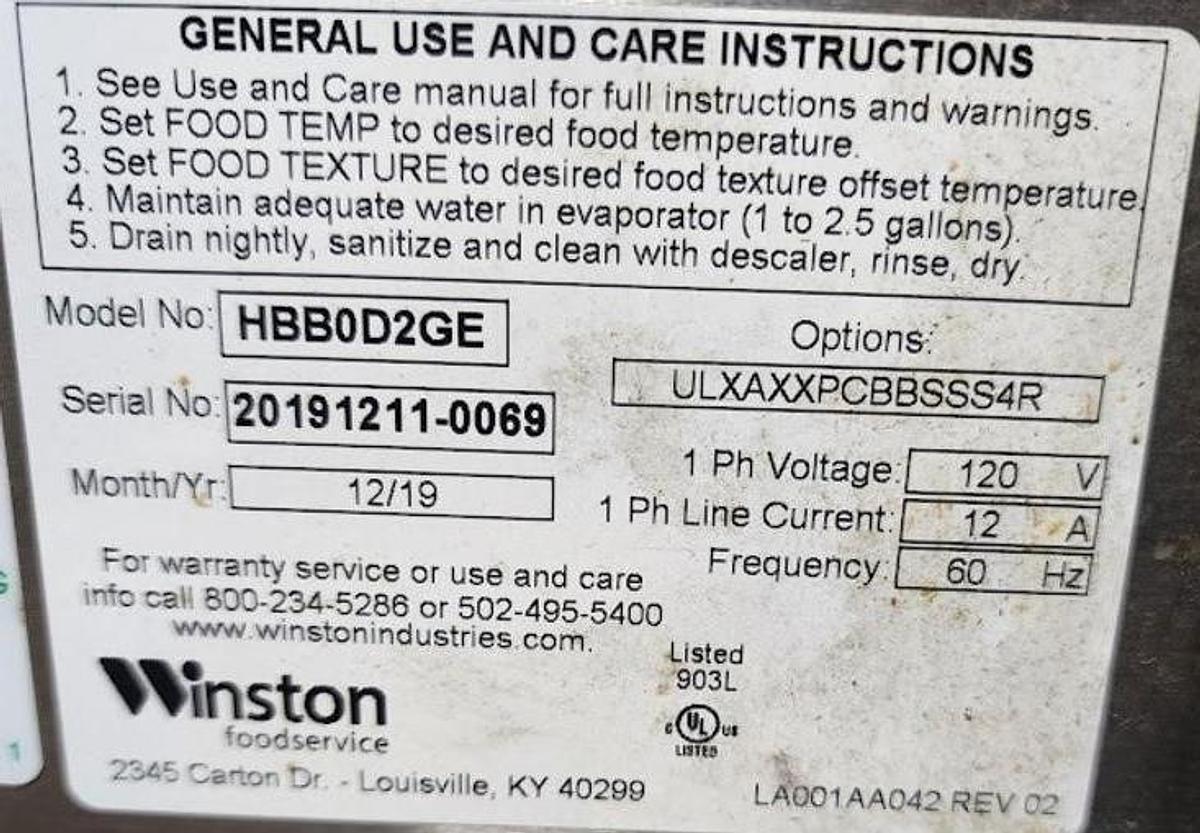 GENERAL USE AND CARE INSTRUCTIONS
1. See Use and Care manual for full instructions and warnings.
2. Set FOOD TEMP to desired food temperature.
3. Set FOOD TEXTURE to desired food texture offset temperature.
4. Maintain adequate water in evaporator (1 to 2.5 gallons).
5. Drain nightly, sanitize and clean with descaler, rinse, dry.
Model No: HBB0D2GE
Options:
ULXAXXPCBBSSS4R
Serial No: 20191211-0069
Month/Yr: 12/19
1 Ph Voltage: 120 V
1 Ph Line Current: 12 A
Frequency: 60 Hz
For warranty service or use and care
info call 800-234-5286 or 502-495-5400
www.winstonindustries.com.
Listed
903L
C UL US
LISTED
Winston
foodservice
2345 Carton Dr. - Louisville, KY 40299
LA001AA042 REV 02
G
1